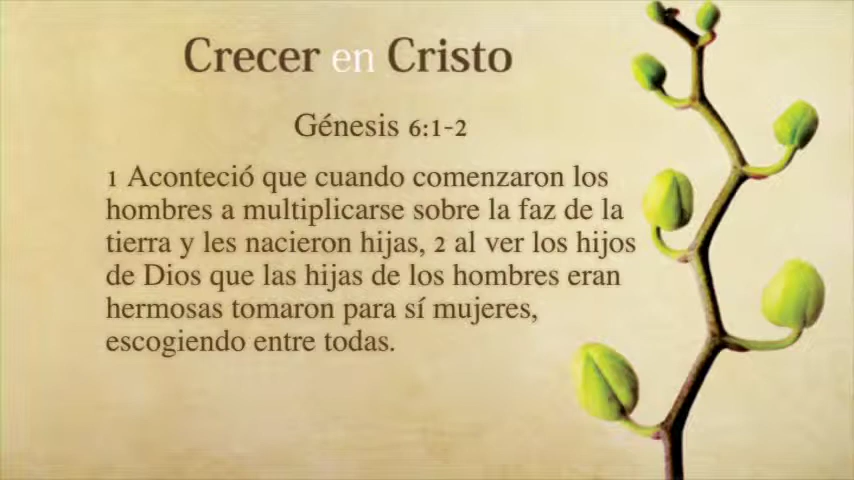 Crecer en Cristo
Génesis 6:1-2
1 Aconteció que cuando comenzaron los
hombres a multiplicarse sobre la faz de la
tierra y les nacieron hijas, 2 al ver los hijos
de Dios que las hijas de los hombres eran
hermosas tomaron para sí mujeres,
escogiendo entre todas.